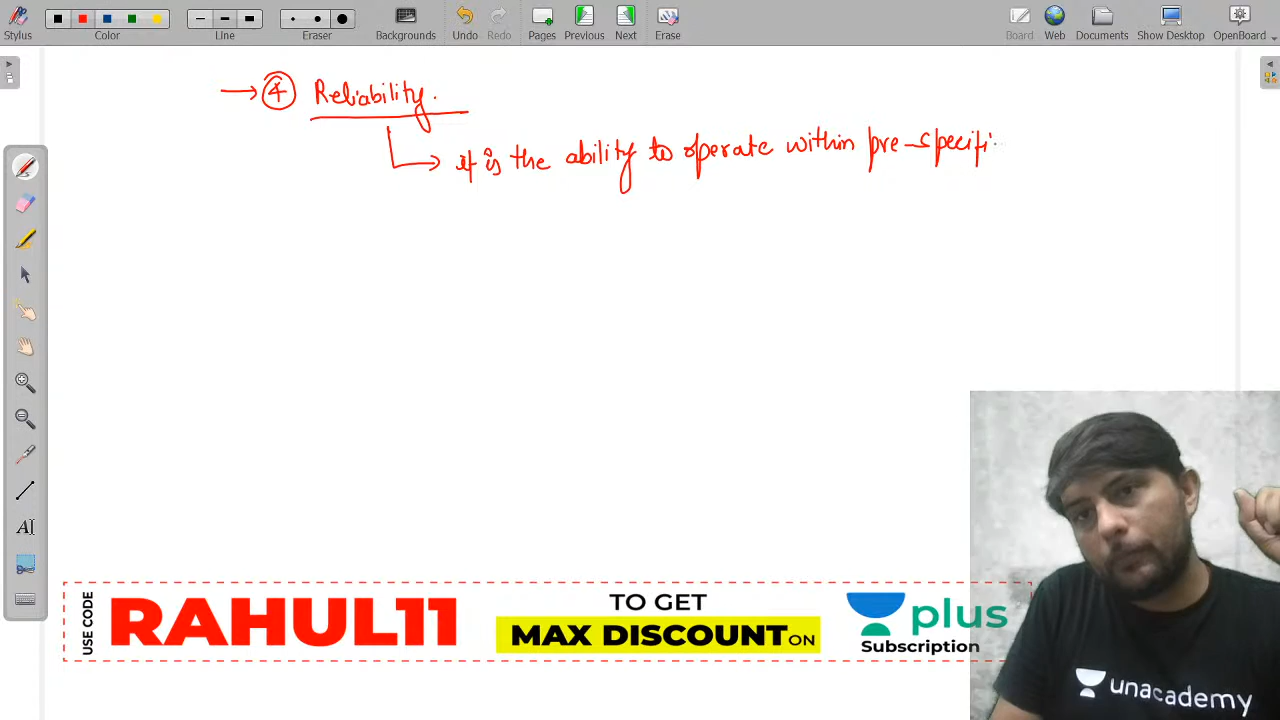 Stylus
Color
Line
Eraser
Backgrounds
Undo
Redo
Pages
Previous
Next
Erase
Board
Web
Documents
Show Desktop
OpenBoard
→ ④ Reliability.
it is the ability to operate within pre-specifi
USE CODE
RAHUL11
TO GET
MAX DISCOUNT ON
plus
Subscription
unacademy